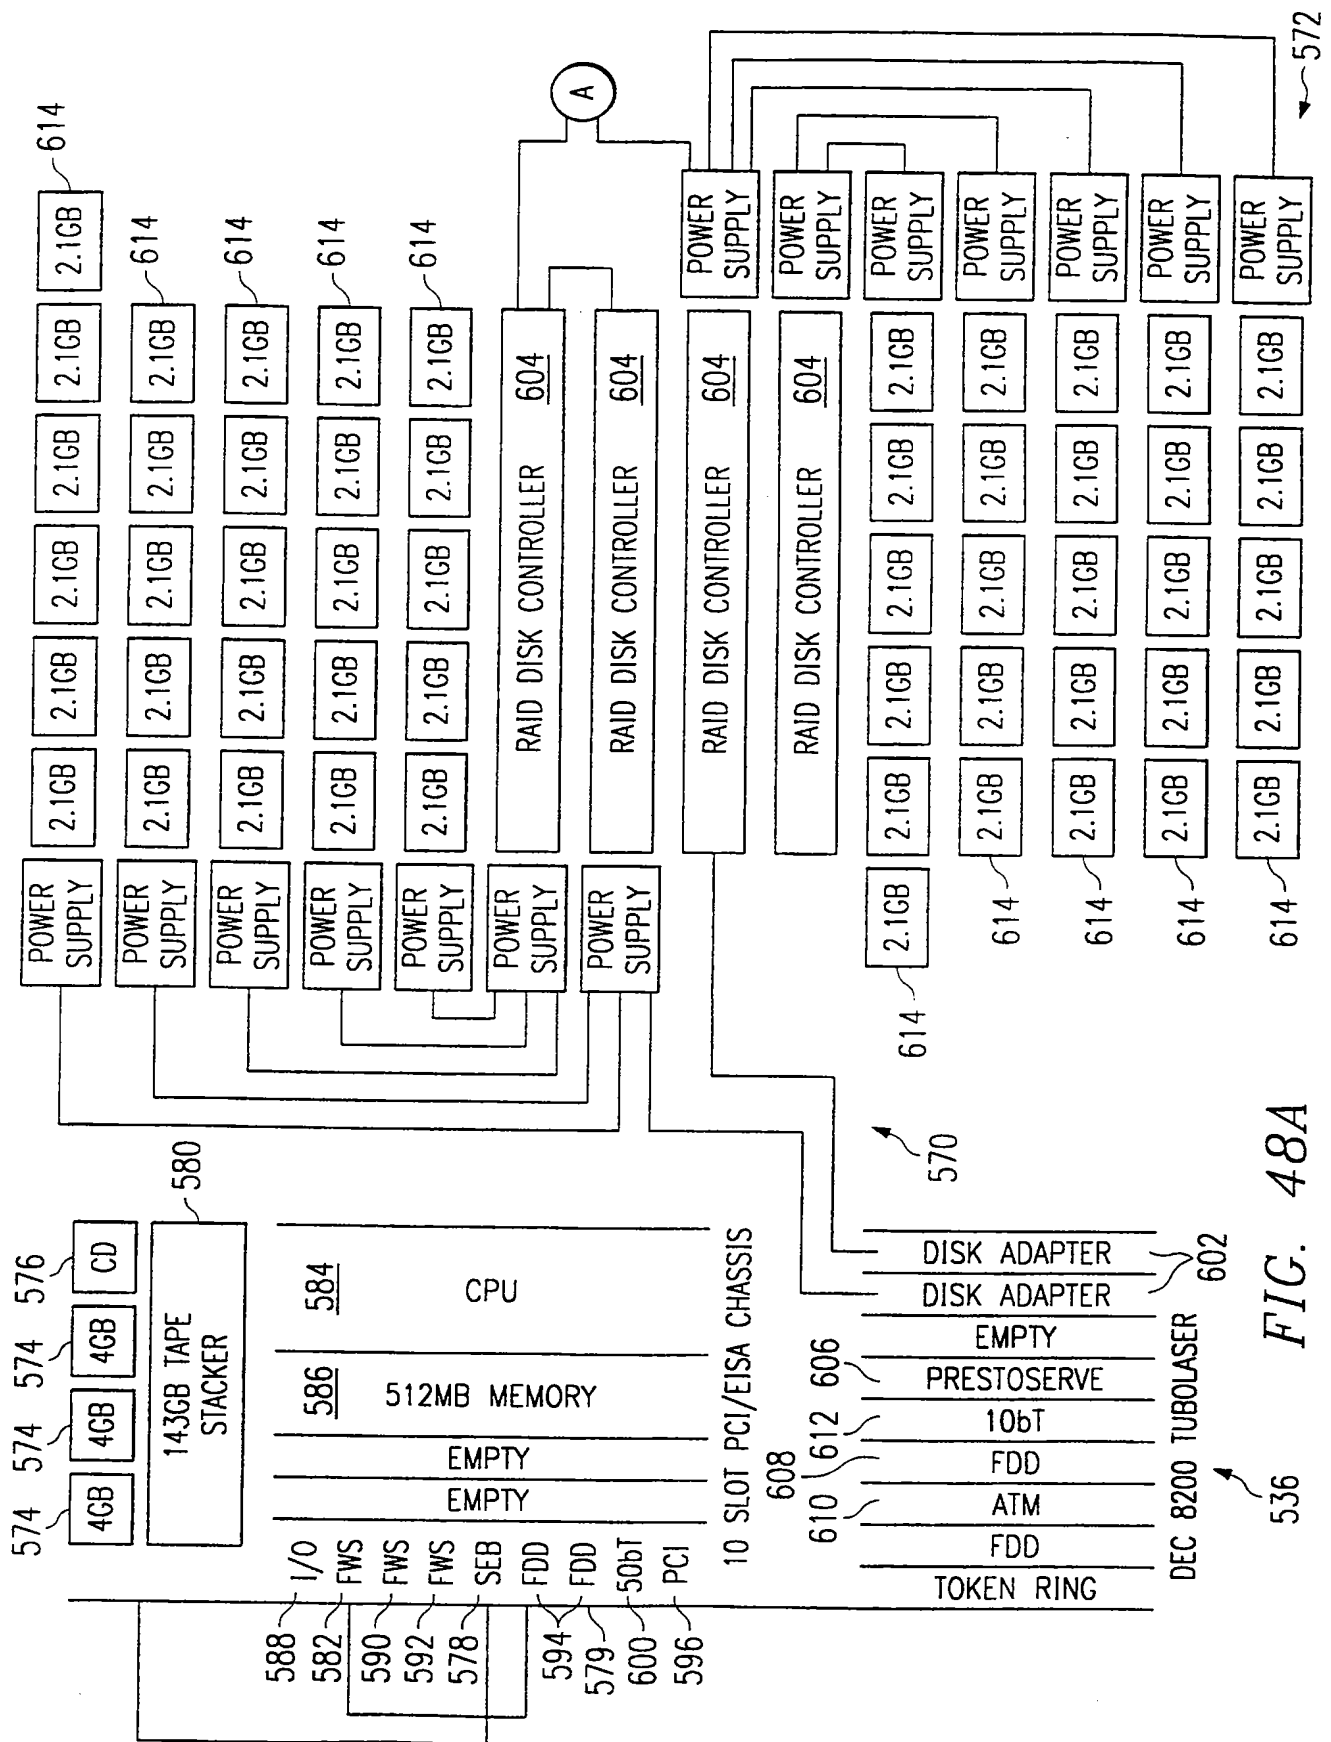 574 574 574 576
4GB 4GB 4GB CD
580
143GB TAPE
STACKER
588 I/O
582 FWS
590 FWS
592 FWS
578 SEB
594 FDD
FDD
579
600 50bT
596 PCI
EMPTY
EMPTY
586
512MB MEMORY
584
CPU
10 SLOT PCI/EISA CHASSIS
TOKEN RING
FDD
610 ATM
608 FDD
612 10bT
606 PRESTOSERVE
EMPTY
DISK ADAPTER
DISK ADAPTER
602
DEC 8200 TUBOLASER
536
POWER
SUPPLY
2.1GB 2.1GB 2.1GB 2.1GB 2.1GB 2.1GB 614
POWER
SUPPLY
2.1GB 2.1GB 2.1GB 2.1GB 2.1GB 614
POWER
SUPPLY
2.1GB 2.1GB 2.1GB 2.1GB 2.1GB 614
POWER
SUPPLY
2.1GB 2.1GB 2.1GB 2.1GB 2.1GB 614
POWER
SUPPLY
2.1GB 2.1GB 2.1GB 2.1GB 2.1GB 614
POWER
SUPPLY
RAID DISK CONTROLLER 604
POWER
SUPPLY
RAID DISK CONTROLLER 604
A
RAID DISK CONTROLLER 604
POWER
SUPPLY
RAID DISK CONTROLLER 604
POWER
SUPPLY
614 2.1GB 2.1GB 2.1GB 2.1GB 2.1GB 2.1GB
POWER
SUPPLY
614 2.1GB 2.1GB 2.1GB 2.1GB 2.1GB
POWER
SUPPLY
614 2.1GB 2.1GB 2.1GB 2.1GB 2.1GB
POWER
SUPPLY
614 2.1GB 2.1GB 2.1GB 2.1GB 2.1GB
POWER
SUPPLY
614 2.1GB 2.1GB 2.1GB 2.1GB 2.1GB
POWER
SUPPLY
570
572
FIG. 48A